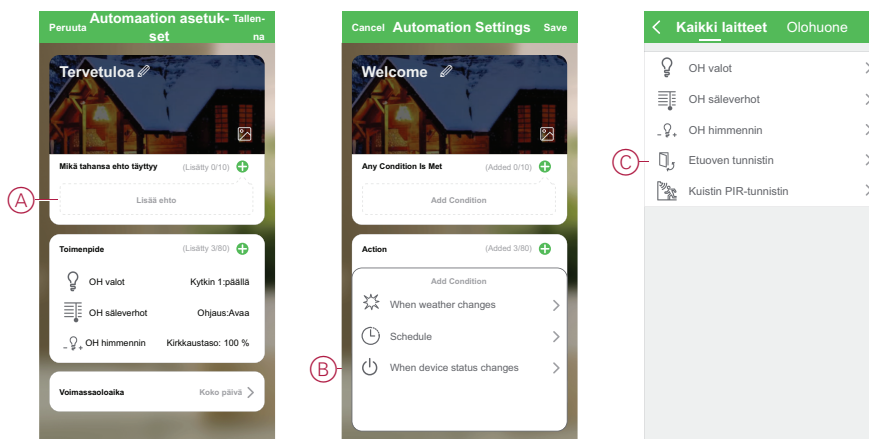 Peruuta
Automaation asetuk-
set
Tallen-
na
Tervetuloa
Mikä tahansa ehto täyttyy (Lisätty 0/10)
A
Lisää ehto
Toimenpide (Lisätty 3/80)
OH valot Kytkin 1:päällä
OH säleverhot Ohjaus:Avaa
OH himmennin Kirkkaustaso: 100 %
Voimassaoloaika Koko päivä
Cancel Automation Settings Save
Welcome
Any Condition Is Met (Added 0/10)
Add Condition
Action (Added 3/80)
Add Condition
When weather changes
Schedule
B
When device status changes
Kaikki laitteet Olohuone
OH valot
OH säleverhot
OH himmennin
C
Etuoven tunnistin
Kuistin PIR-tunnistin